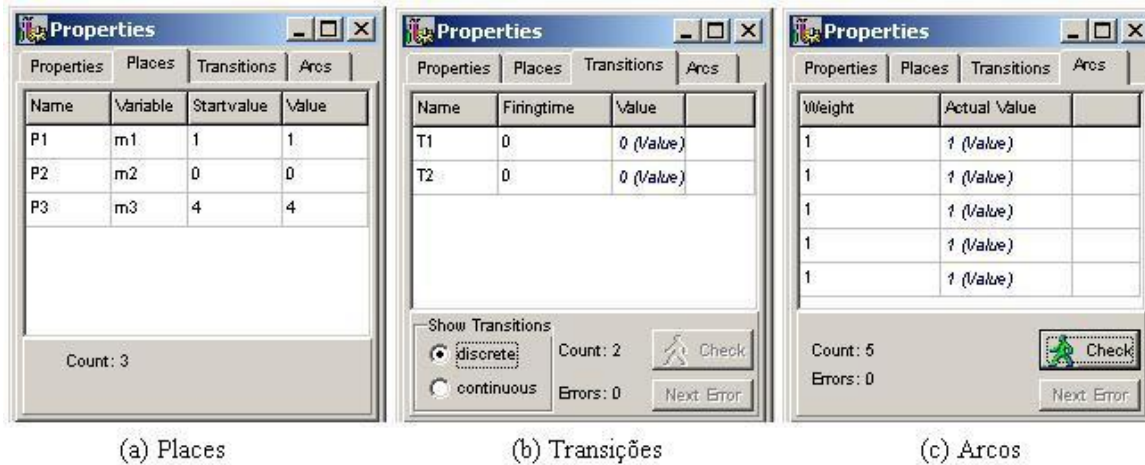 Properties
Properties Places Transitions Arcs
Name Variable Startvalue Value
P1 m1 1 1
P2 m2 0 0
P3 m3 4 4
Count: 3
(a) Places
Properties
Properties Places Transitions Arcs
Name Firingtime Value
T1 0 0 (Value)
T2 0 0 (Value)
Show Transitions
discrete
continuous
Count: 2
Errors: 0
Check
Next Error
(b) Transições
Properties
Properties Places Transitions Arcs
Weight Actual Value
1 1 (Value)
1 1 (Value)
1 1 (Value)
1 1 (Value)
1 1 (Value)
Count: 5
Errors: 0
Check
Next Error
(c) Arcos